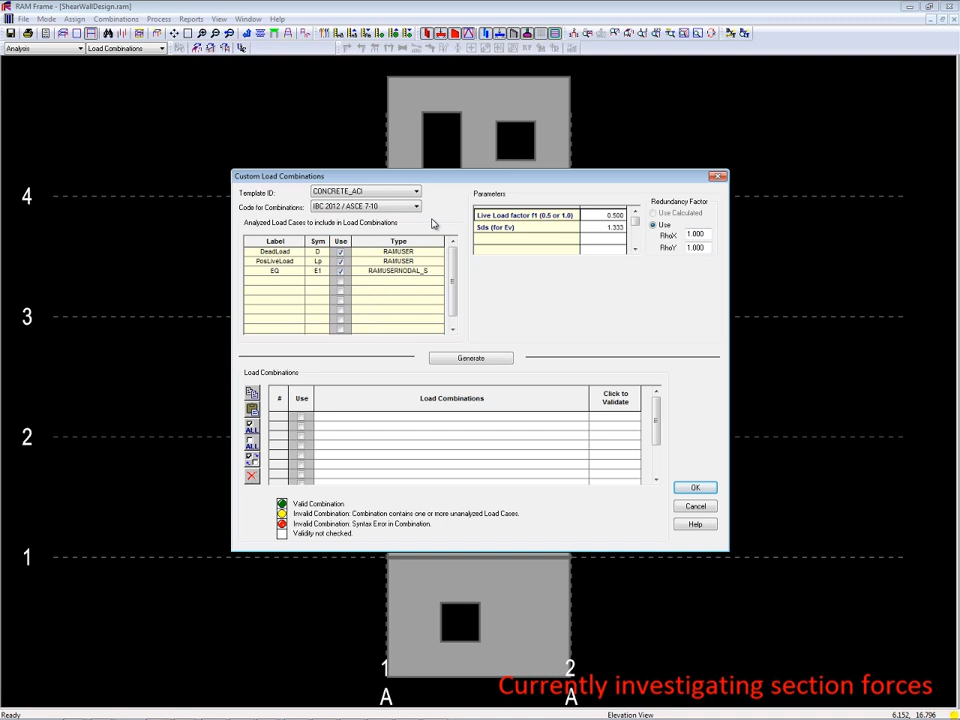 RAM Frame - [ShearWallDesign.ram]
File Mode Assign Combinations Process Reports View Window Help
Analysis Load Combinations
4
3
2
1
Custom Load Combinations
Template ID: CONCRETE_ACI
Code for Combinations: IBC 2012 / ASCE 7-10
Analyzed Load Cases to include in Load Combinations
Label Sym Use Type
DeadLoad D RAMUSER
PosLiveLoad Lp RAMUSER
EQ E1 RAMUSERNODAL_S
Parameters
Live Load factor f1 (0.5 or 1.0) 0.500
Sds (for Ev) 1.333
Redundancy Factor
Use Calculated
Use
RhoX 1.000
RhoY 1.000
Generate
Load Combinations
# Use Load Combinations Click to Validate
ALL
ALL
Valid Combination
Invalid Combination: Combination contains one or more unanalyzed Load Cases.
Invalid Combination: Syntax Error in Combination.
Validity not checked.
OK
Cancel
Help
1 2
A A
Currently investigating section forces
Ready Elevation View 6.152, 16.796